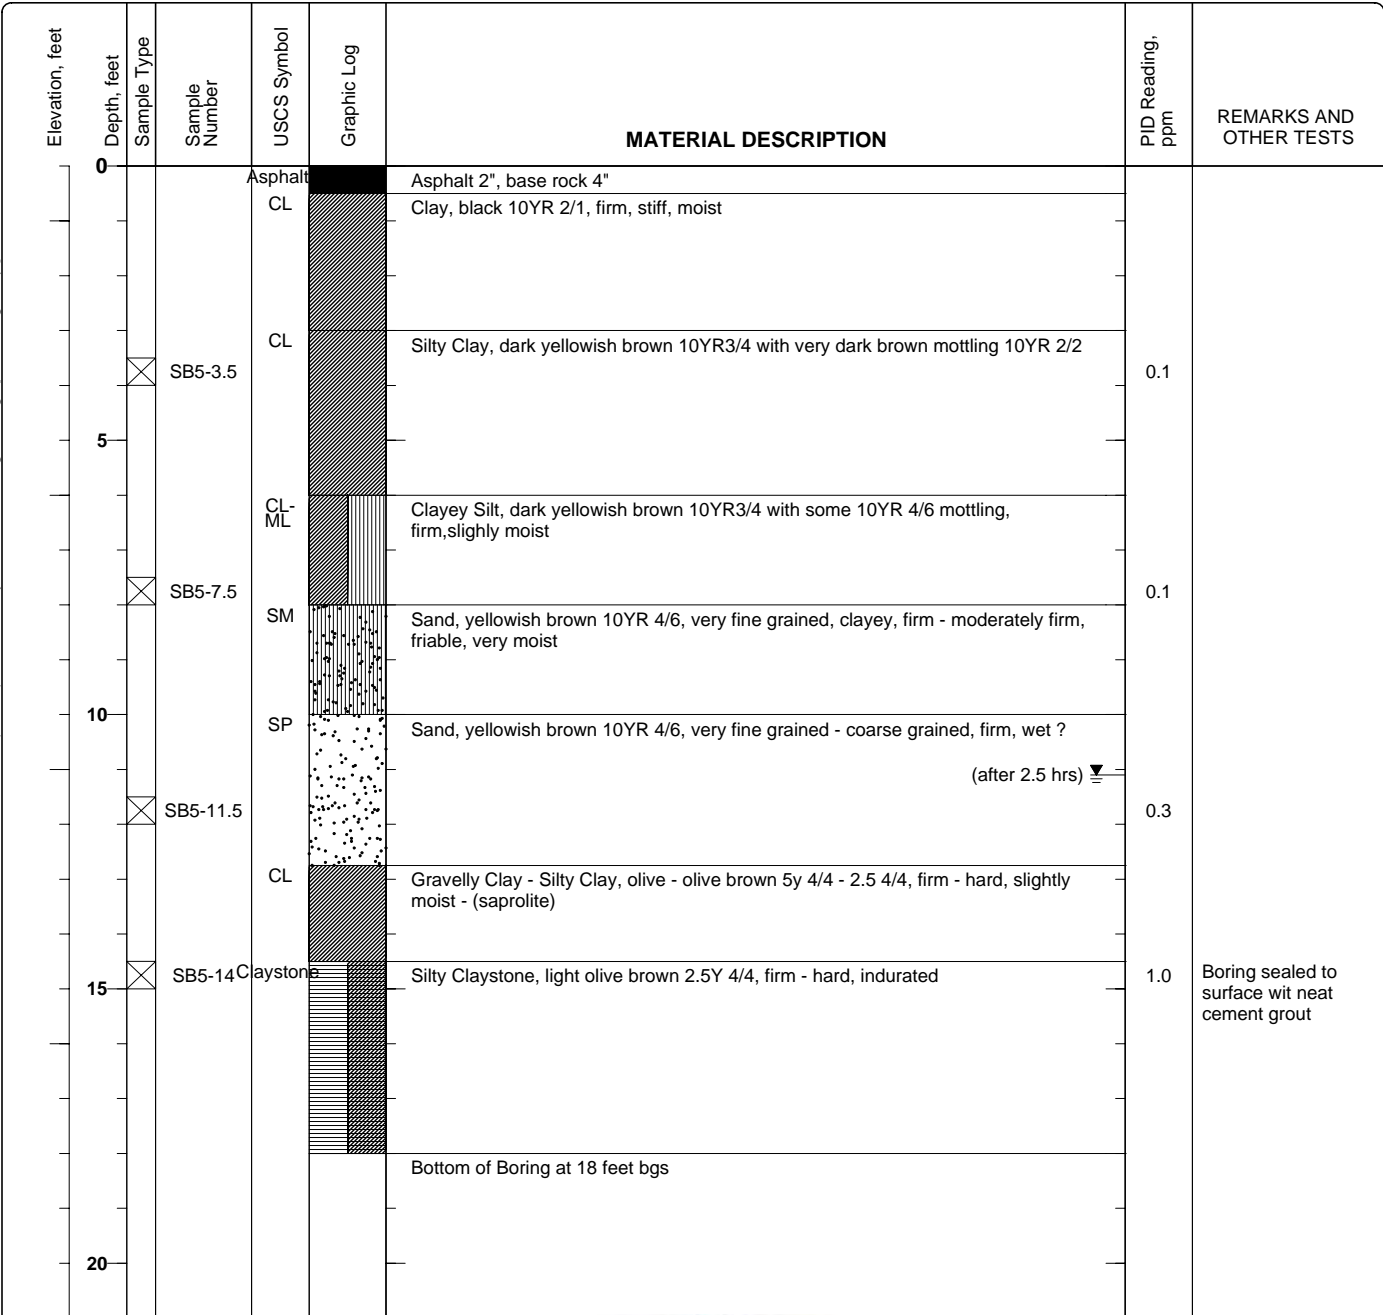 Elevation, feet
Depth, feet
Sample Type
Sample
Number
USCS Symbol
Graphic Log
MATERIAL DESCRIPTION
PID Reading,
ppm
REMARKS AND
OTHER TESTS
0
Asphalt
Asphalt 2", base rock 4"
CL
Clay, black 10YR 2/1, firm, stiff, moist
CL
Silty Clay, dark yellowish brown 10YR3/4 with very dark brown mottling 10YR 2/2
SB5-3.5
0.1
5
CL-
ML
Clayey Silt, dark yellowish brown 10YR3/4 with some 10YR 4/6 mottling,
firm,slighly moist
SB5-7.5
0.1
SM
Sand, yellowish brown 10YR 4/6, very fine grained, clayey, firm - moderately firm,
friable, very moist
10
SP
Sand, yellowish brown 10YR 4/6, very fine grained - coarse grained, firm, wet ?
(after 2.5 hrs)
SB5-11.5
0.3
CL
Gravelly Clay - Silty Clay, olive - olive brown 5y 4/4 - 2.5 4/4, firm - hard, slightly
moist - (saprolite)
SB5-14
Claystone
Silty Claystone, light olive brown 2.5Y 4/4, firm - hard, indurated
1.0
Boring sealed to
surface wit neat
cement grout
15
Bottom of Boring at 18 feet bgs
20